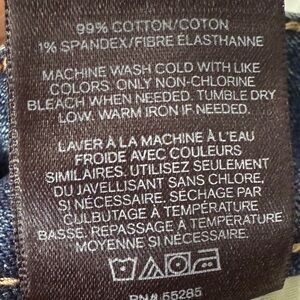 99% COTTON/COTON
1% SPANDEX/FIBRE ÉLASTHANNE
MACHINE WASH COLD WITH LIKE
COLORS. ONLY NON-CHLORINE
BLEACH WHEN NEEDED. TUMBLE DRY
LOW. WARM IRON IF NEEDED.
LAVER À LA MACHINE À L'EAU
FROIDE AVEC COULEURS
SIMILAIRES. UTILISEZ SEULEMENT
DU JAVELLISANT SANS CHLORE,
SI NÉCESSAIRE. SÉCHAGE PAR
CULBUTAGE À TEMPÉRATURE
BASSE. REPASSAGE À TEMPERATURE
MOYENNE SI NÉCESSAIRE.
RN# 55285